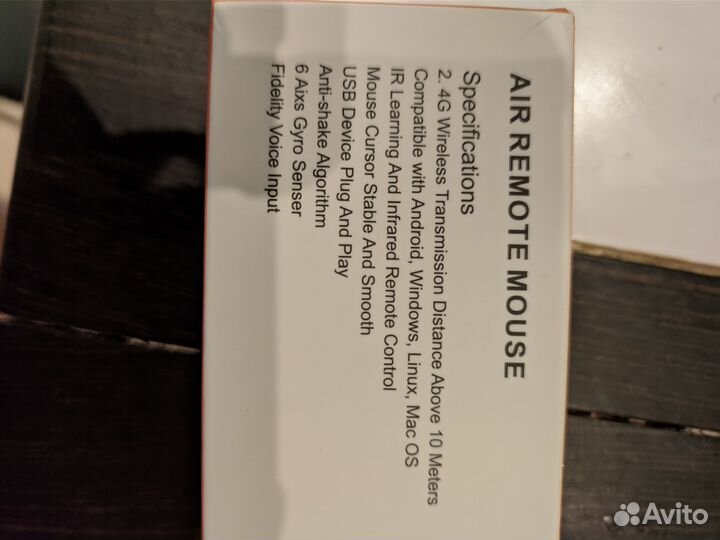 AIR REMOTE MOUSE
Specifications
2. 4G Wireless Transmission Distance Above 10 Meters
Compatible with Android, Windows, Linux, Mac OS
IR Learning And Infrared Remote Control
Mouse Cursor Stable And Smooth
USB Device Plug And Play
Anti-shake Algorithm
6 Aixs Gyro Senser
Fidelity Voice Input
Avito